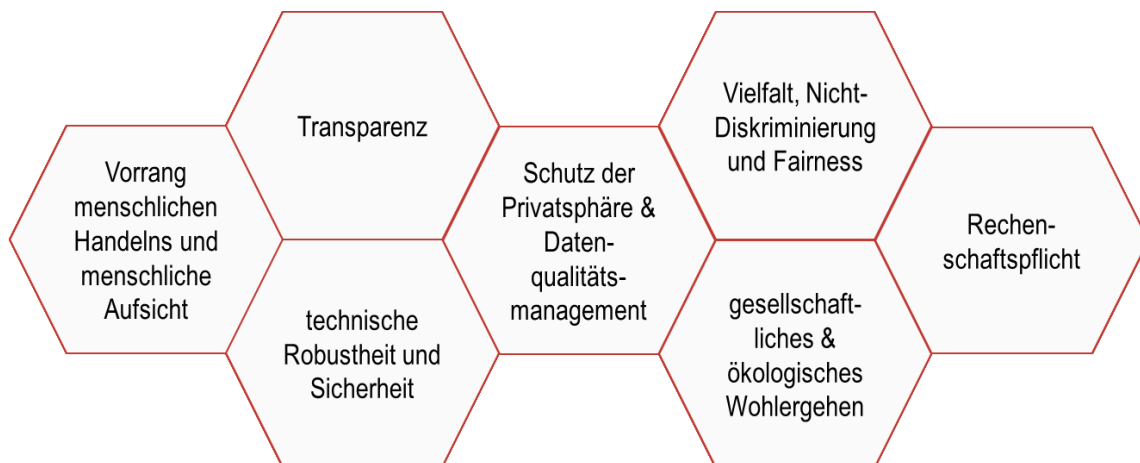 Transparenz
Vorrang
menschlichen
Handelns und
menschliche
Aufsicht
technische
Robustheit und
Sicherheit
Schutz der
Privatsphäre &
Daten-
qualitäts-
management
Vielfalt, Nicht-
Diskriminierung
und Fairness
gesellschaft-
liches &
ökologisches
Wohlergehen
Rechen-
schaftspflicht